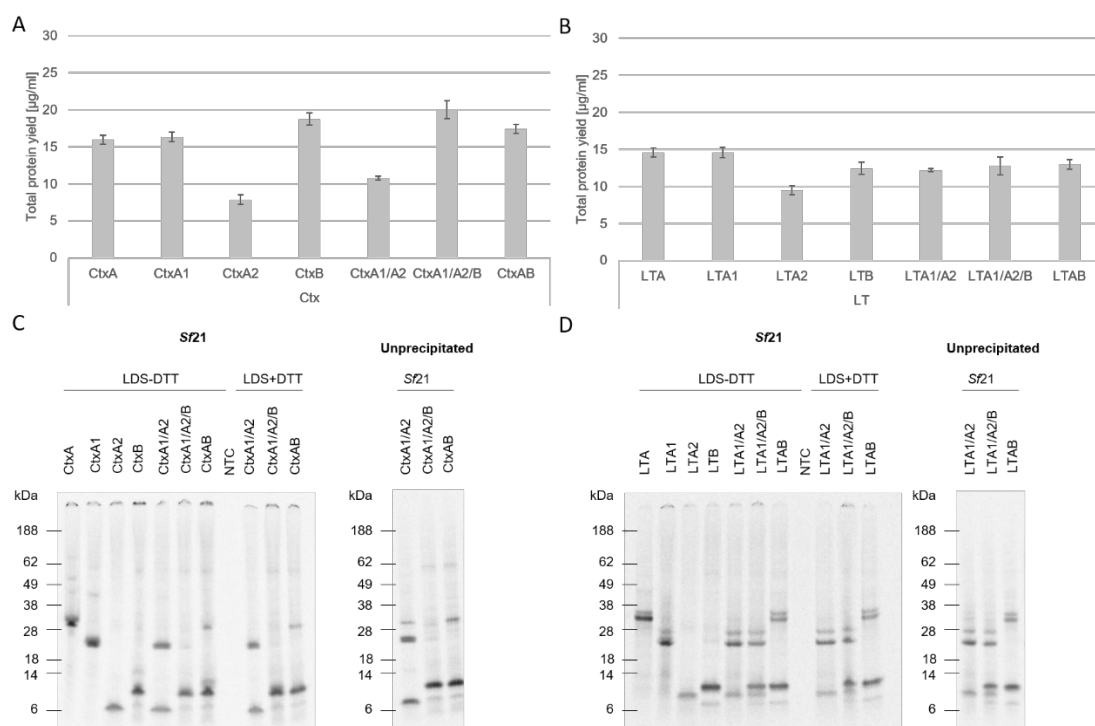 A
Total protein yield [µg/ml]
30
25
20
15
10
5
0
CtxA CtxA1 CtxA2 CtxB CtxA1/A2 CtxA1/A2/B CtxAB
Ctx
B
Total protein yield [µg/ml]
30
25
20
15
10
5
0
LTA LTA1 LTA2 LTB LTA1/A2 LTA1/A2/B LTAB
LT
C
Sf21
LDS-DTT LDS+DTT
CtxA CtxA1 CtxA2 CtxB CtxA1/A2 CtxA1/A2/B CtxAB NTC CtxA1/A2 CtxA1/A2/B CtxAB
kDa
188
62
49
38
28
18
14
6
Unprecipitated
Sf21
CtxA1/A2 CtxA1/A2/B CtxAB
kDa
188
62
49
38
28
18
14
6
D
Sf21
LDS-DTT LDS+DTT
LTA LTA1 LTA2 LTB LTA1/A2 LTA1/A2/B LTAB NTC LTA1/A2 LTA1/A2/B LTAB
kDa
188
62
49
38
28
18
14
6
Unprecipitated
Sf21
LTA1/A2 LTA1/A2/B LTAB
kDa
188
62
49
38
28
18
14
6